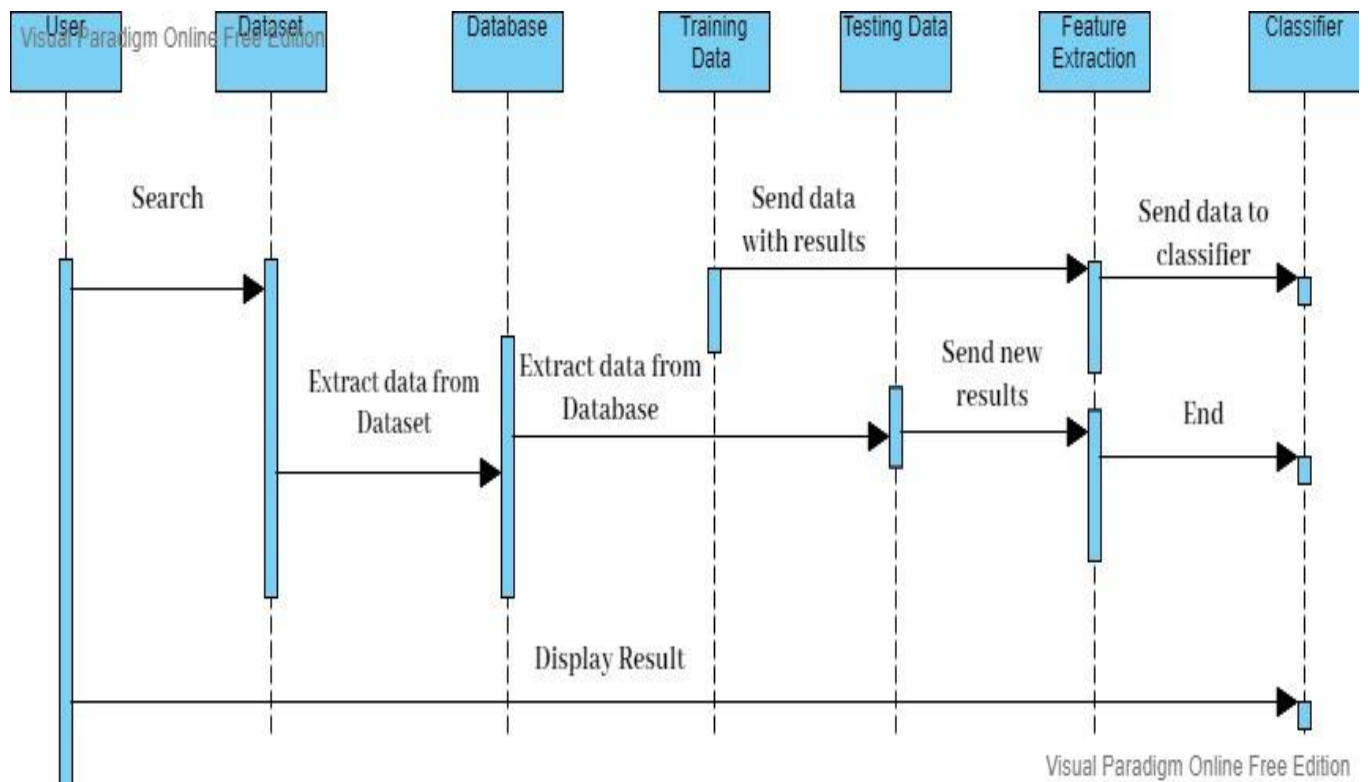 User
Visual Paradigm Online Free Edition
Dataset
Database
Training
Data
Testing Data
Feature
Extraction
Classifier
Search
Send data
with results
Send data to
classifier
Extract data from
Dataset
Extract data from
Database
Send new
results
End
Display Result
Visual Paradigm Online Free Edition